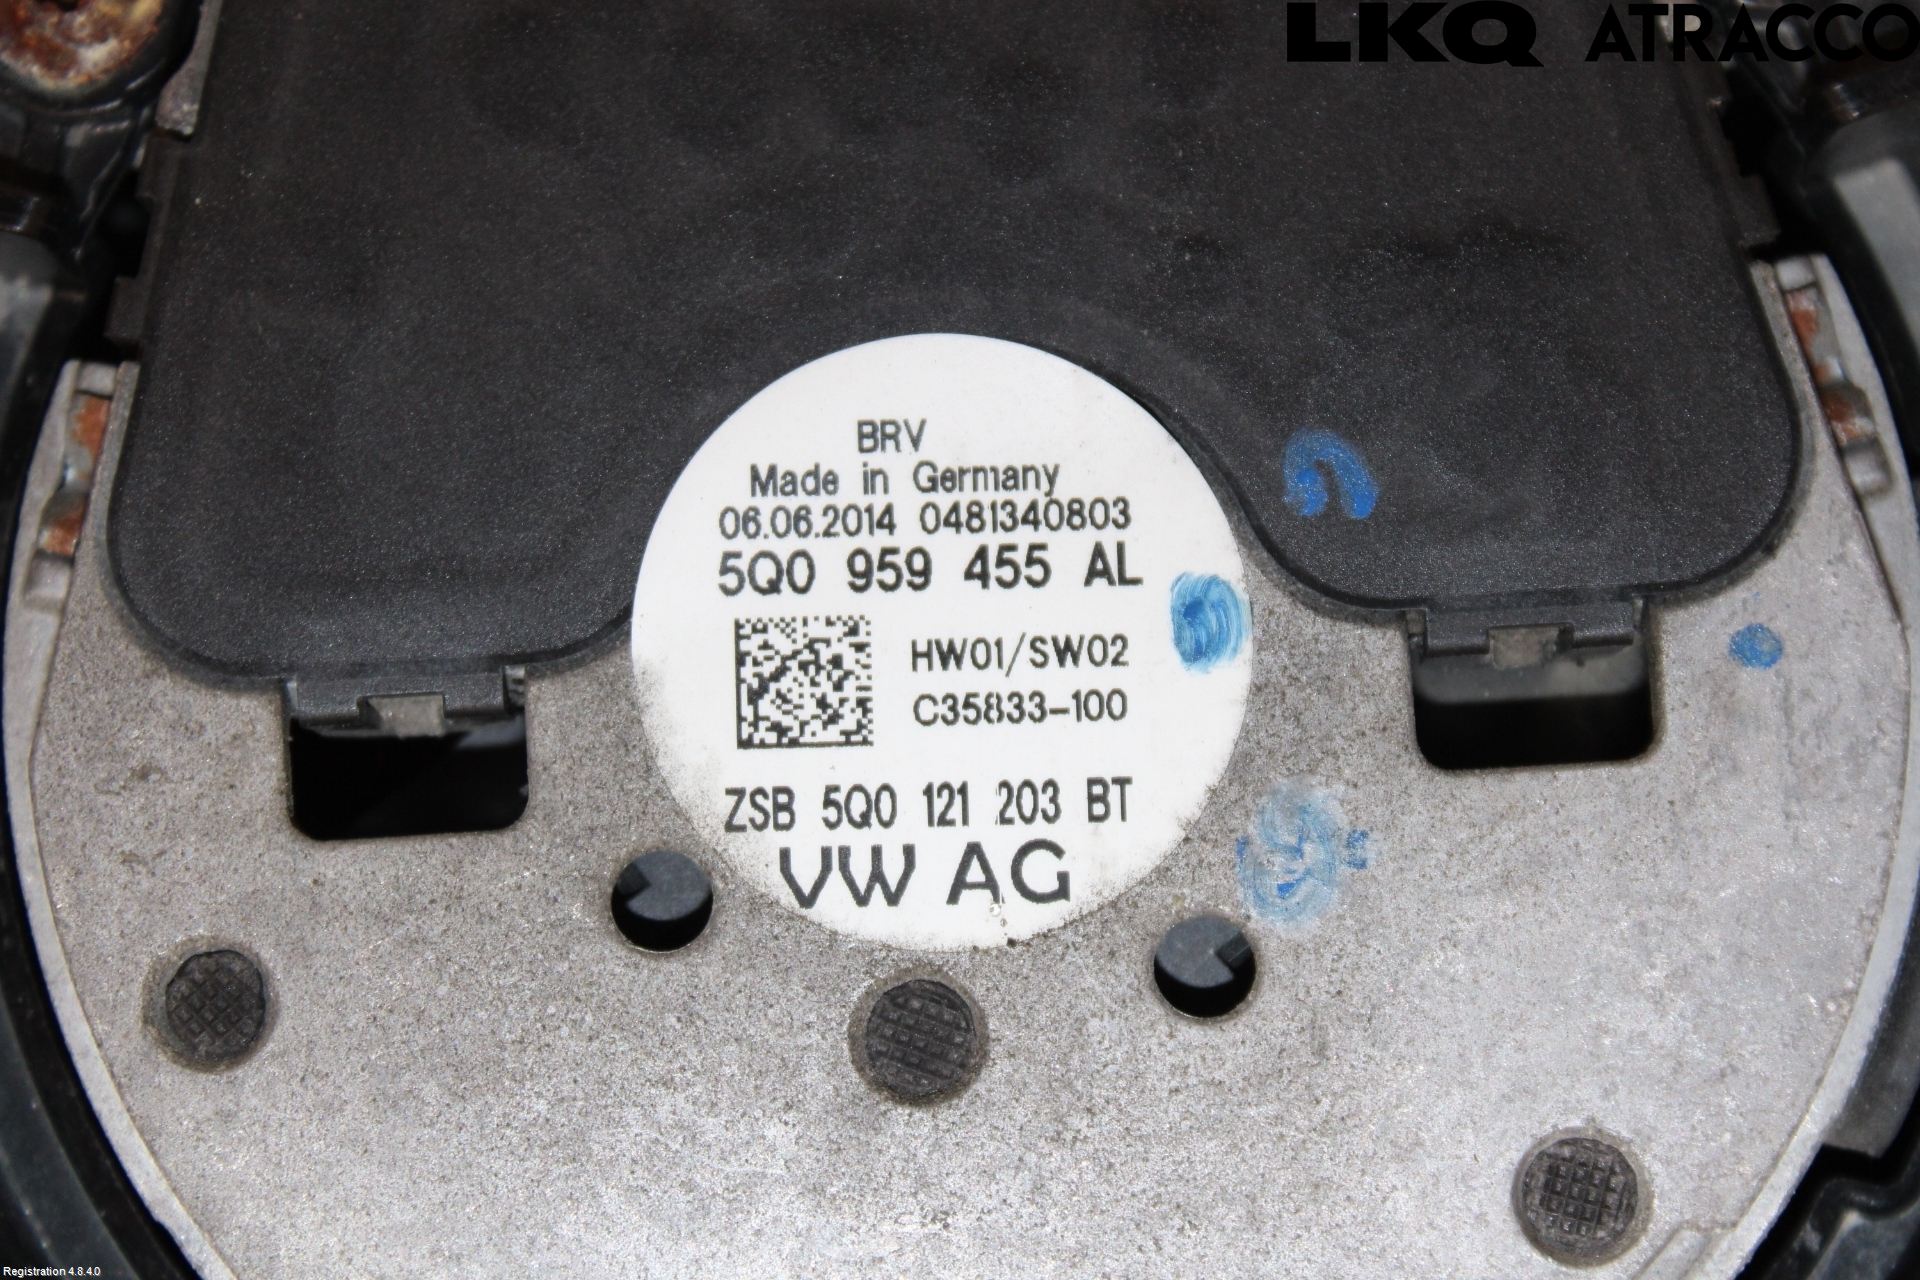 LKQ ATRACCO
BRV
Made in Germany
06.06.2014 0481340803
5Q0 959 455 AL
HW01/SW02
C35833-100
ZSB 5Q0 121 203 BT
VW AG
Registration 4.8.4.0